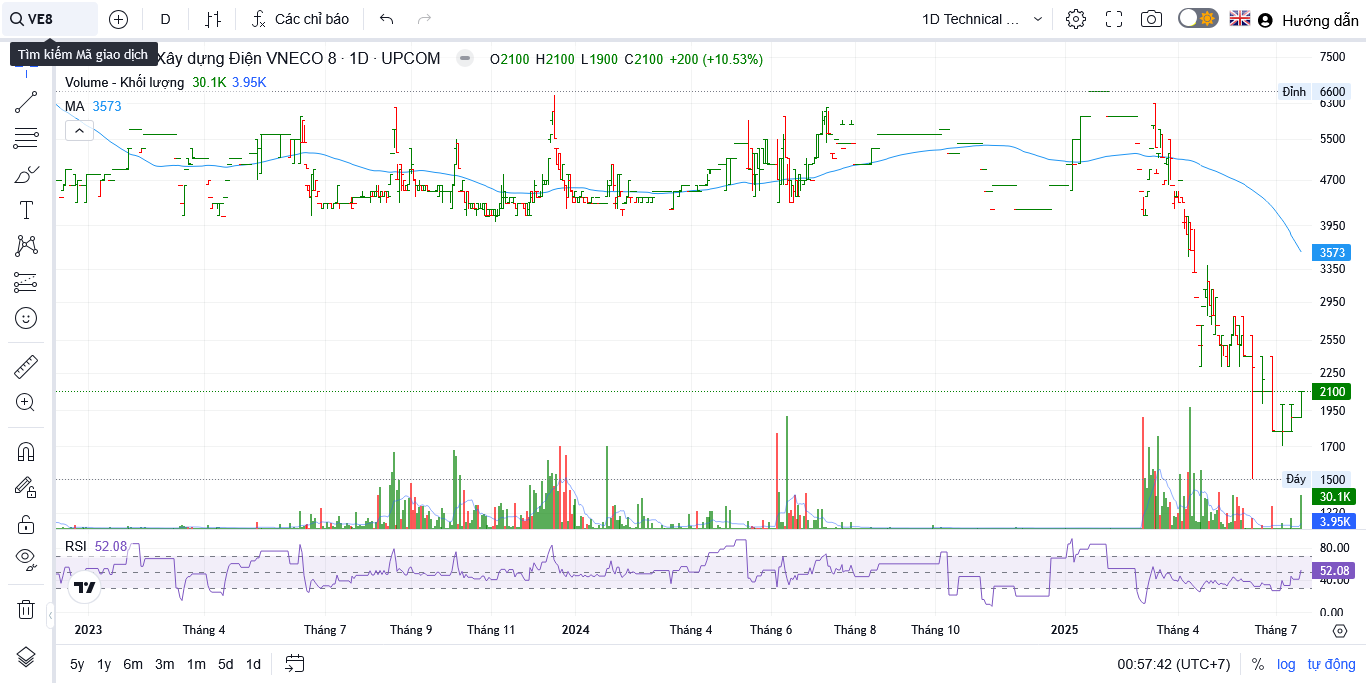 VE8 D Các chỉ báo 1D Technical ... Hướng dẫn
Tìm kiếm Mã giao dịch
Xây dựng Điện VNECO 8 · 1D · UPCOM O2100 H2100 L1900 C2100 +200 (+10.53%)
Volume - Khối lượng 30.1K 3.95K
MA 3573
7500
Đỉnh 6600
6300
5500
4700
3950
3573
3350
2950
2550
2250
2100
1950
1700
Đáy 1500
30.1K
3.95K
RSI 52.08
80.00
52.08
40.00
0.00
2023 Tháng 4 Tháng 7 Tháng 9 Tháng 11 2024 Tháng 4 Tháng 6 Tháng 8 Tháng 10 2025 Tháng 4 Tháng 7
5y 1y 6m 3m 1m 5d 1d 00:57:42 (UTC+7) % log tự động